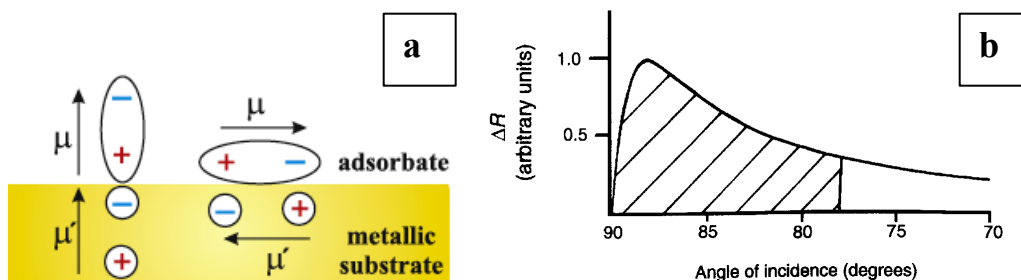 a
μ
−
+
μ
+
−
adsorbate
μ´
−
+
−
+
μ´
metallic
substrate
b
ΔR
(arbitrary units)
1.0
0.5
90
85
80
75
70
Angle of incidence (degrees)